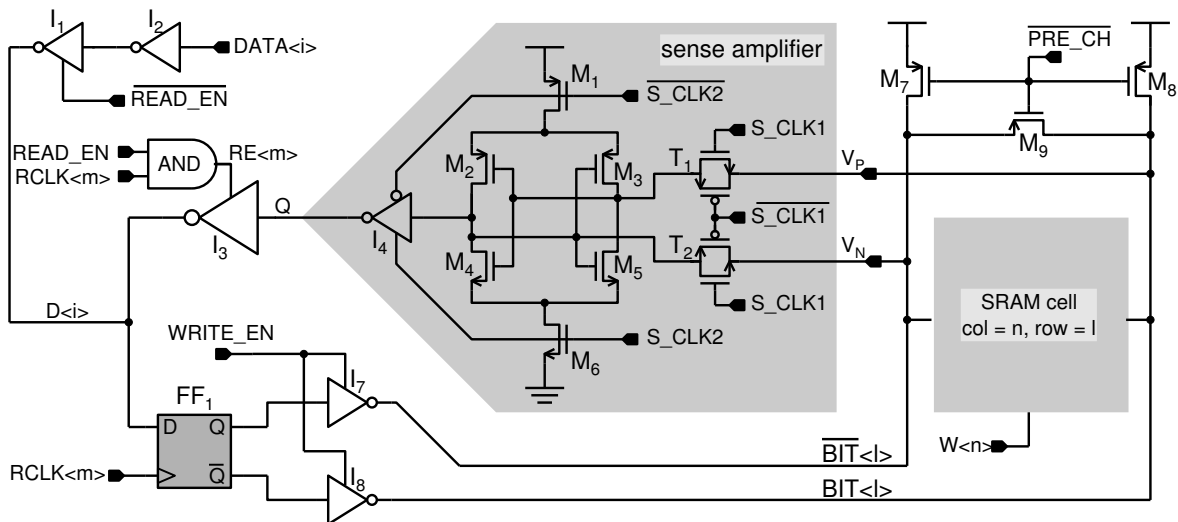 I1
I2
DATA<i>
READ_EN
READ_EN
RCLK<m>
AND
RE<m>
I3
Q
D<i>
sense amplifier
M1
S_CLK2
M2
M3
I4
M4
M5
M6
S_CLK2
S_CLK1
T1
S_CLK1
T2
S_CLK1
VP
VN
PRE_CH
M7
M8
M9
SRAM cell
col = n, row = l
W<n>
WRITE_EN
FF1
D
Q
Q
RCLK<m>
I7
I8
BIT<l>
BIT<l>